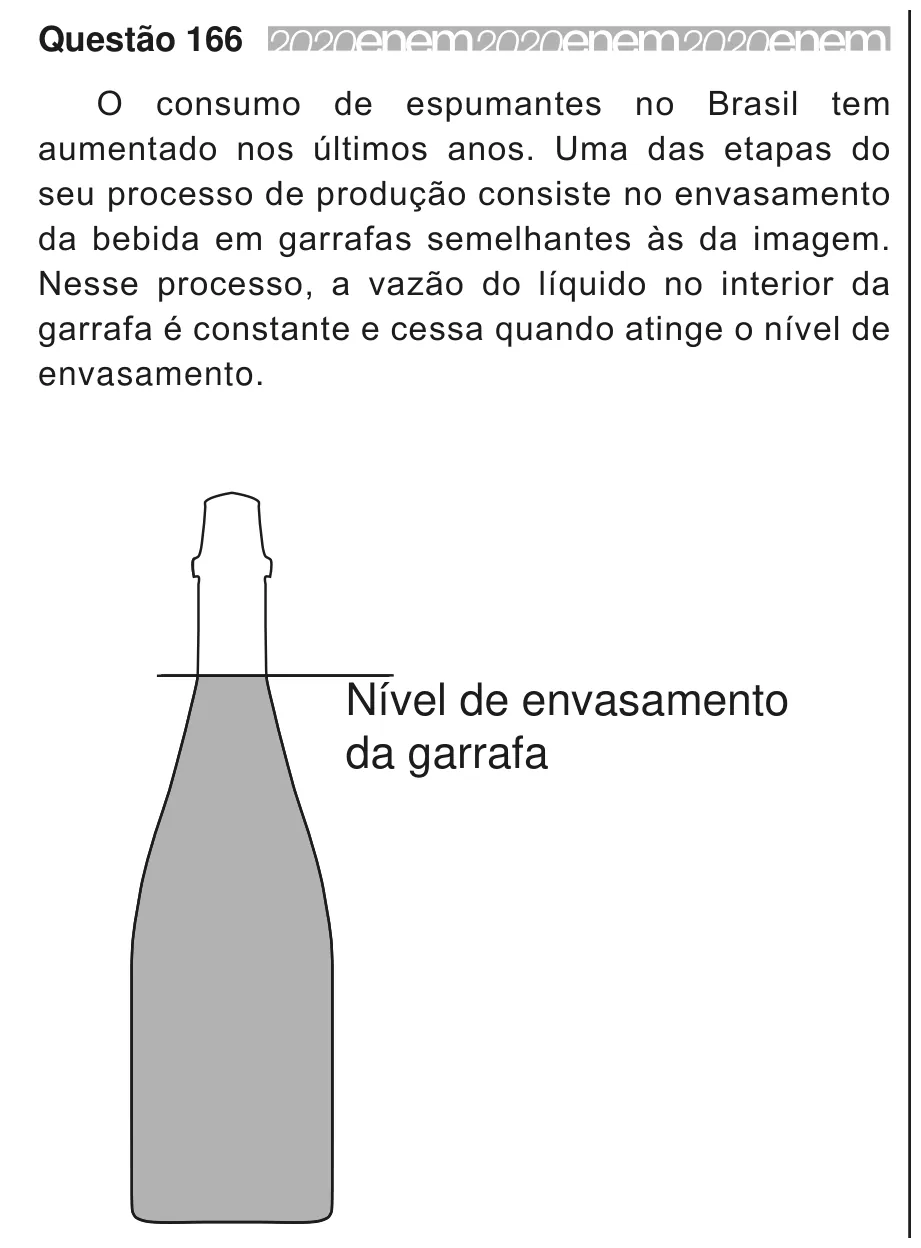 Questão 166 2020enem2020enem2020enem
O consumo de espumantes no Brasil tem
aumentado nos últimos anos. Uma das etapas do
seu processo de produção consiste no envasamento
da bebida em garrafas semelhantes às da imagem.
Nesse processo, a vazão do líquido no interior da
garrafa é constante e cessa quando atinge o nível de
envasamento.
Nível de envasamento
da garrafa